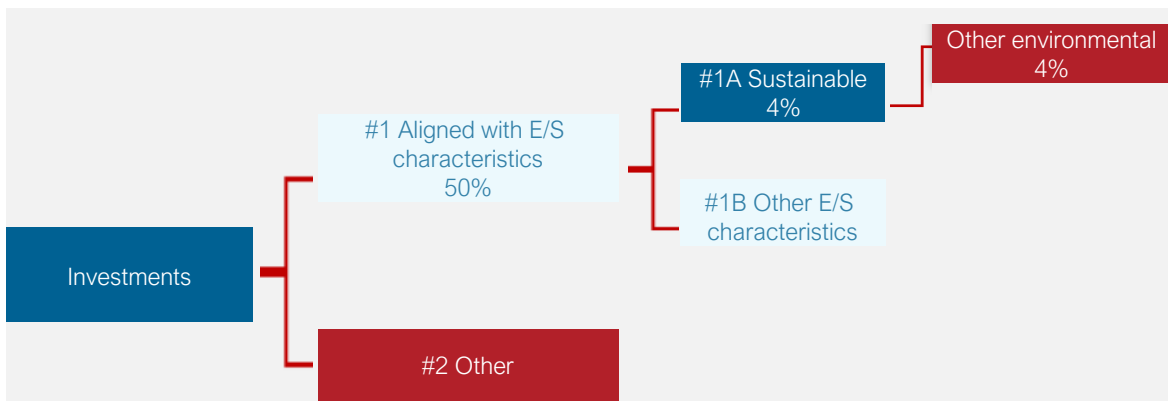 Investments
#1 Aligned with E/S
characteristics
50%
#2 Other
#1A Sustainable
4%
#1B Other E/S
characteristics
Other environmental
4%